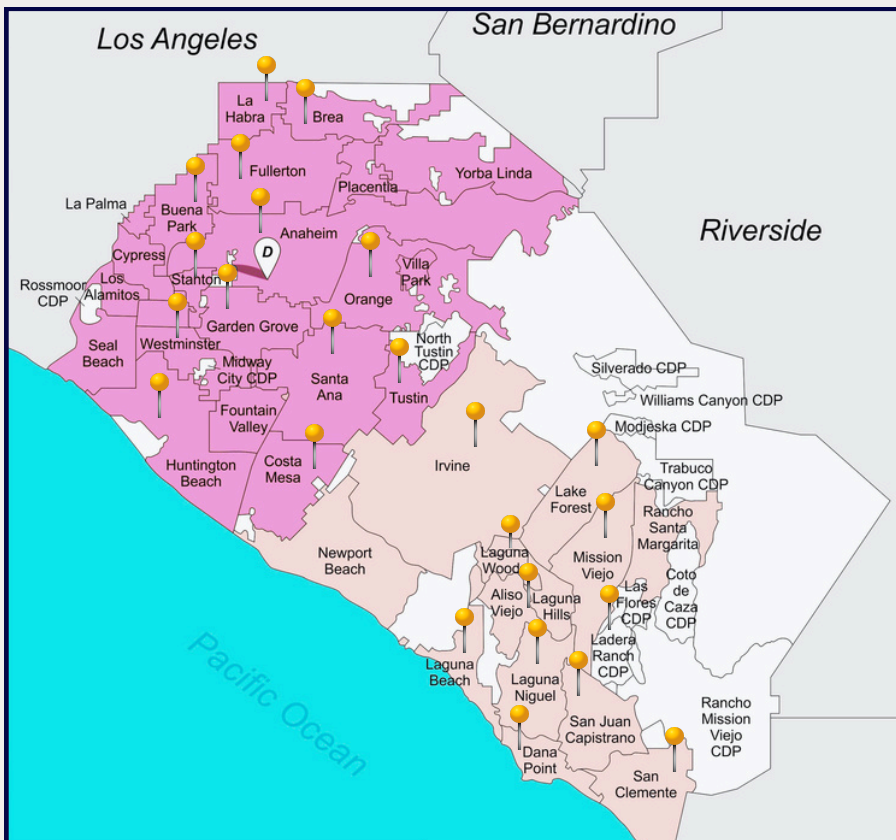 Los Angeles
San Bernardino
La
Habra
Brea
Fullerton
Placentia
Yorba Linda
La Palma
Buena
Park
Anaheim
Riverside
D
Cypress
Stanton
Villa
Park
Rossmoor
CDP
Los
Alamitos
Orange
Garden Grove
Seal
Beach
Westminster
Midway
City CDP
North
Tustin
CDP
Santa
Ana
Tustin
Fountain
Valley
Silverado CDP
Williams Canyon CDP
Modjeska CDP
Huntington
Beach
Costa
Mesa
Irvine
Trabuco
Canyon CDP
Lake
Forest
Rancho
Santa
Margarita
Newport
Beach
Laguna
Woods
Mission
Viejo
Coto
de
Caza
CDP
Aliso
Viejo
Laguna
Hills
Las
Flores
CDP
Ladera
Ranch
CDP
Laguna
Beach
Laguna
Niguel
Pacific Ocean
San Juan
Capistrano
Rancho
Mission
Viejo
CDP
Dana
Point
San
Clemente